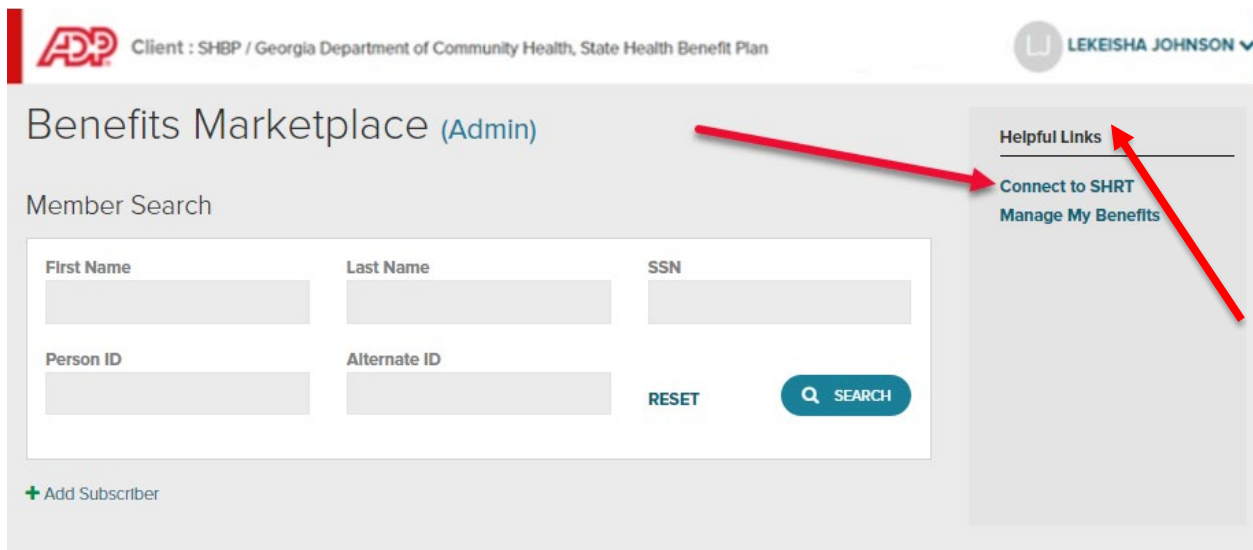 ADP Client : SHBP / Georgia Department of Community Health, State Health Benefit Plan
LJ LEKEISHA JOHNSON
Benefits Marketplace (Admin)
Helpful Links
Connect to SHRT
Manage My Benefits
Member Search
First Name Last Name SSN
Person ID Alternate ID
RESET SEARCH
+ Add Subscriber